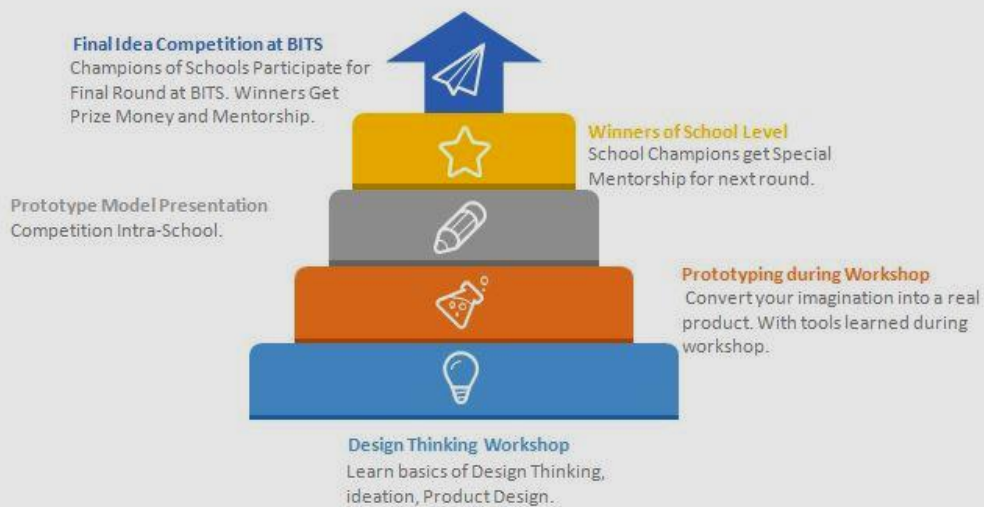 Final Idea Competition at BITS
Champions of Schools Participate for
Final Round at BITS. Winners Get
Prize Money and Mentorship.
Winners of School Level
School Champions get Special
Mentorship for next round.
Prototype Model Presentation
Competition Intra-School.
Prototyping during Workshop
Convert your imagination into a real
product. With tools learned during
workshop.
Design Thinking Workshop
Learn basics of Design Thinking,
ideation, Product Design.